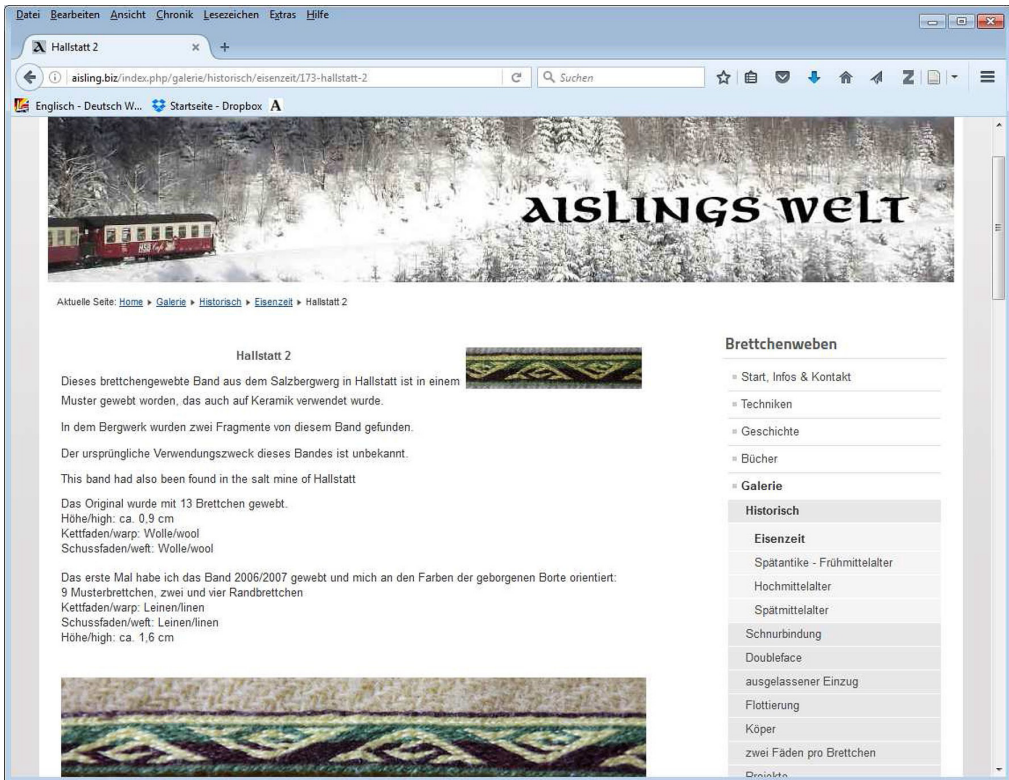 Datei Bearbeiten Ansicht Chronik Lesezeichen Extras Hilfe
Hallstatt 2
aisling.biz/index.php/galerie/historisch/eisenzeit/173-hallstatt-2
Suchen
Englisch - Deutsch W... Startseite - Dropbox A
AISLINGS WELT
Aktuelle Seite: Home Galerie Historisch Eisenzeit Hallstatt 2
Hallstatt 2
Dieses brettchengewebte Band aus dem Salzbergwerg in Hallstatt ist in einem
Muster gewebt worden, das auch auf Keramik verwendet wurde.
In dem Bergwerk wurden zwei Fragmente von diesem Band gefunden.
Der ursprüngliche Verwendungszweck dieses Bandes ist unbekannt.
This band had also been found in the salt mine of Hallstatt
Das Original wurde mit 13 Brettchen gewebt.
Höhe/high: ca. 0,9 cm
Kettfaden/warp: Wolle/wool
Schussfaden/weft: Wolle/wool
Das erste Mal habe ich das Band 2006/2007 gewebt und mich an den Farben der geborgenen Borte orientiert:
9 Musterbrettchen, zwei und vier Randbrettchen
Kettfaden/warp: Leinen/linen
Schussfaden/weft: Leinen/linen
Höhe/high: ca. 1,6 cm
Brettchenweben
Start, Infos & Kontakt
Techniken
Geschichte
Bücher
Galerie
Historisch
Eisenzeit
Spätantike - Frühmittelalter
Hochmittelalter
Spätmittelalter
Schnurbindung
Doubleface
ausgelassener Einzug
Flottierung
Köper
zwei Fäden pro Brettchen
Projekte